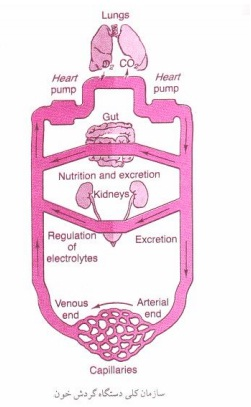 Lungs
O₂ CO₂
Heart
pump
Heart
pump
Gut
Nutrition and excretion
Kidneys
Regulation
of
electrolytes
Excretion
Venous
end
Arterial
end
Capillaries
سازمان کلی دستگاه گردش خون